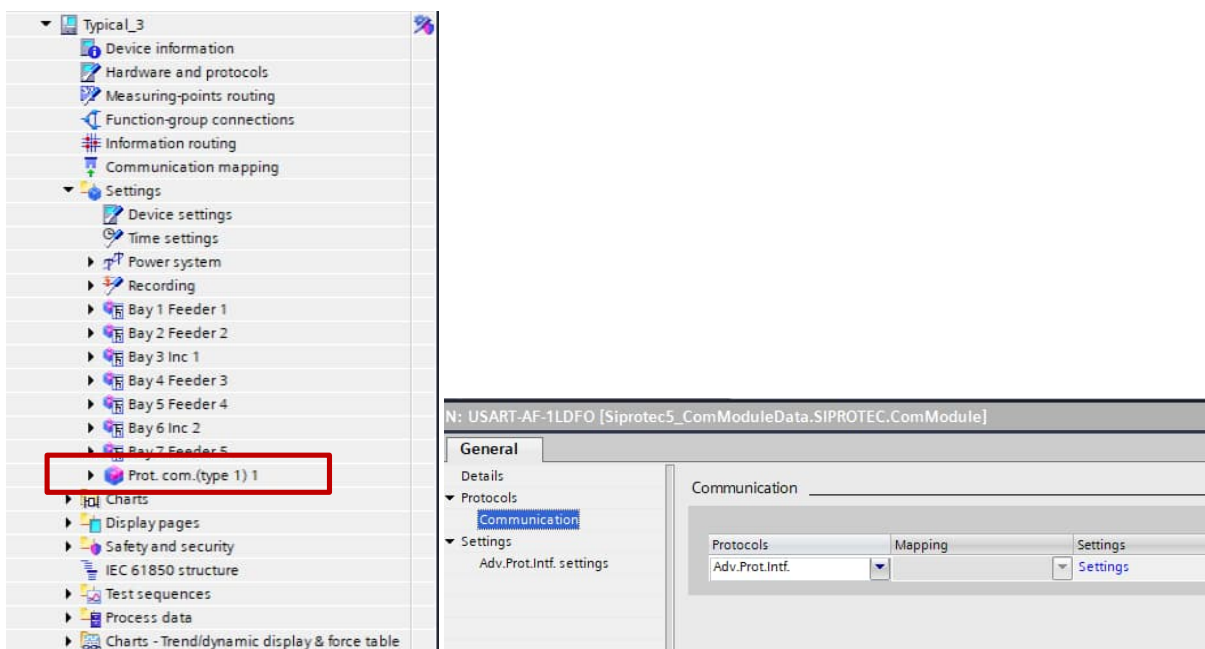 Typical_3
Device information
Hardware and protocols
Measuring-points routing
Function-group connections
Information routing
Communication mapping
Settings
Device settings
Time settings
Power system
Recording
Bay 1 Feeder 1
Bay 2 Feeder 2
Bay 3 Inc 1
Bay 4 Feeder 3
Bay 5 Feeder 4
Bay 6 Inc 2
Bay 7 Feeder 5
Prot. com.(type 1) 1
Charts
Display pages
Safety and security
IEC 61850 structure
Test sequences
Process data
Charts - Trend/dynamic display & force table
N: USART-AF-1LDFO [Siprotec5_ComModuleData.SIPROTEC.ComModule]
General
Details
Protocols
Communication
Settings
Adv.Prot.Intf. settings
Communication
Protocols Mapping Settings
Adv.Prot.Intf. Settings